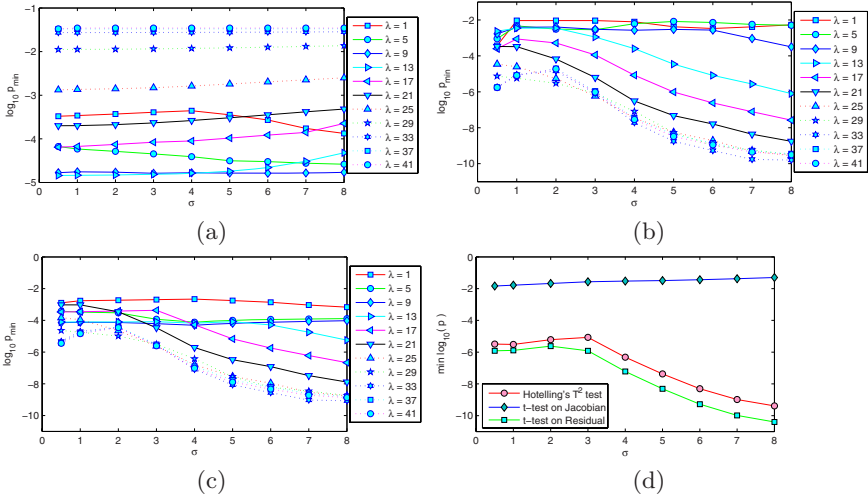 −1
−2
−3
−4
−5
0 1 2 3 4 5 6 7 8
log10 pmin
σ
λ = 1
λ = 5
λ = 9
λ = 13
λ = 17
λ = 21
λ = 25
λ = 29
λ = 33
λ = 37
λ = 41
(a)
−2
−4
−6
−8
−10
0 1 2 3 4 5 6 7 8
log10 pmin
σ
λ = 1
λ = 5
λ = 9
λ = 13
λ = 17
λ = 21
λ = 25
λ = 29
λ = 33
λ = 37
λ = 41
(b)
0
−2
−4
−6
−8
−10
0 1 2 3 4 5 6 7 8
log10 pmin
σ
λ = 1
λ = 5
λ = 9
λ = 13
λ = 17
λ = 21
λ = 25
λ = 29
λ = 33
λ = 37
λ = 41
(c)
0
−2
−4
−6
−8
−10
0 1 2 3 4 5 6 7 8
min log10( p )
σ
Hotelling's T2 test
t−test on Jacobian
t−test on Residual
(d)